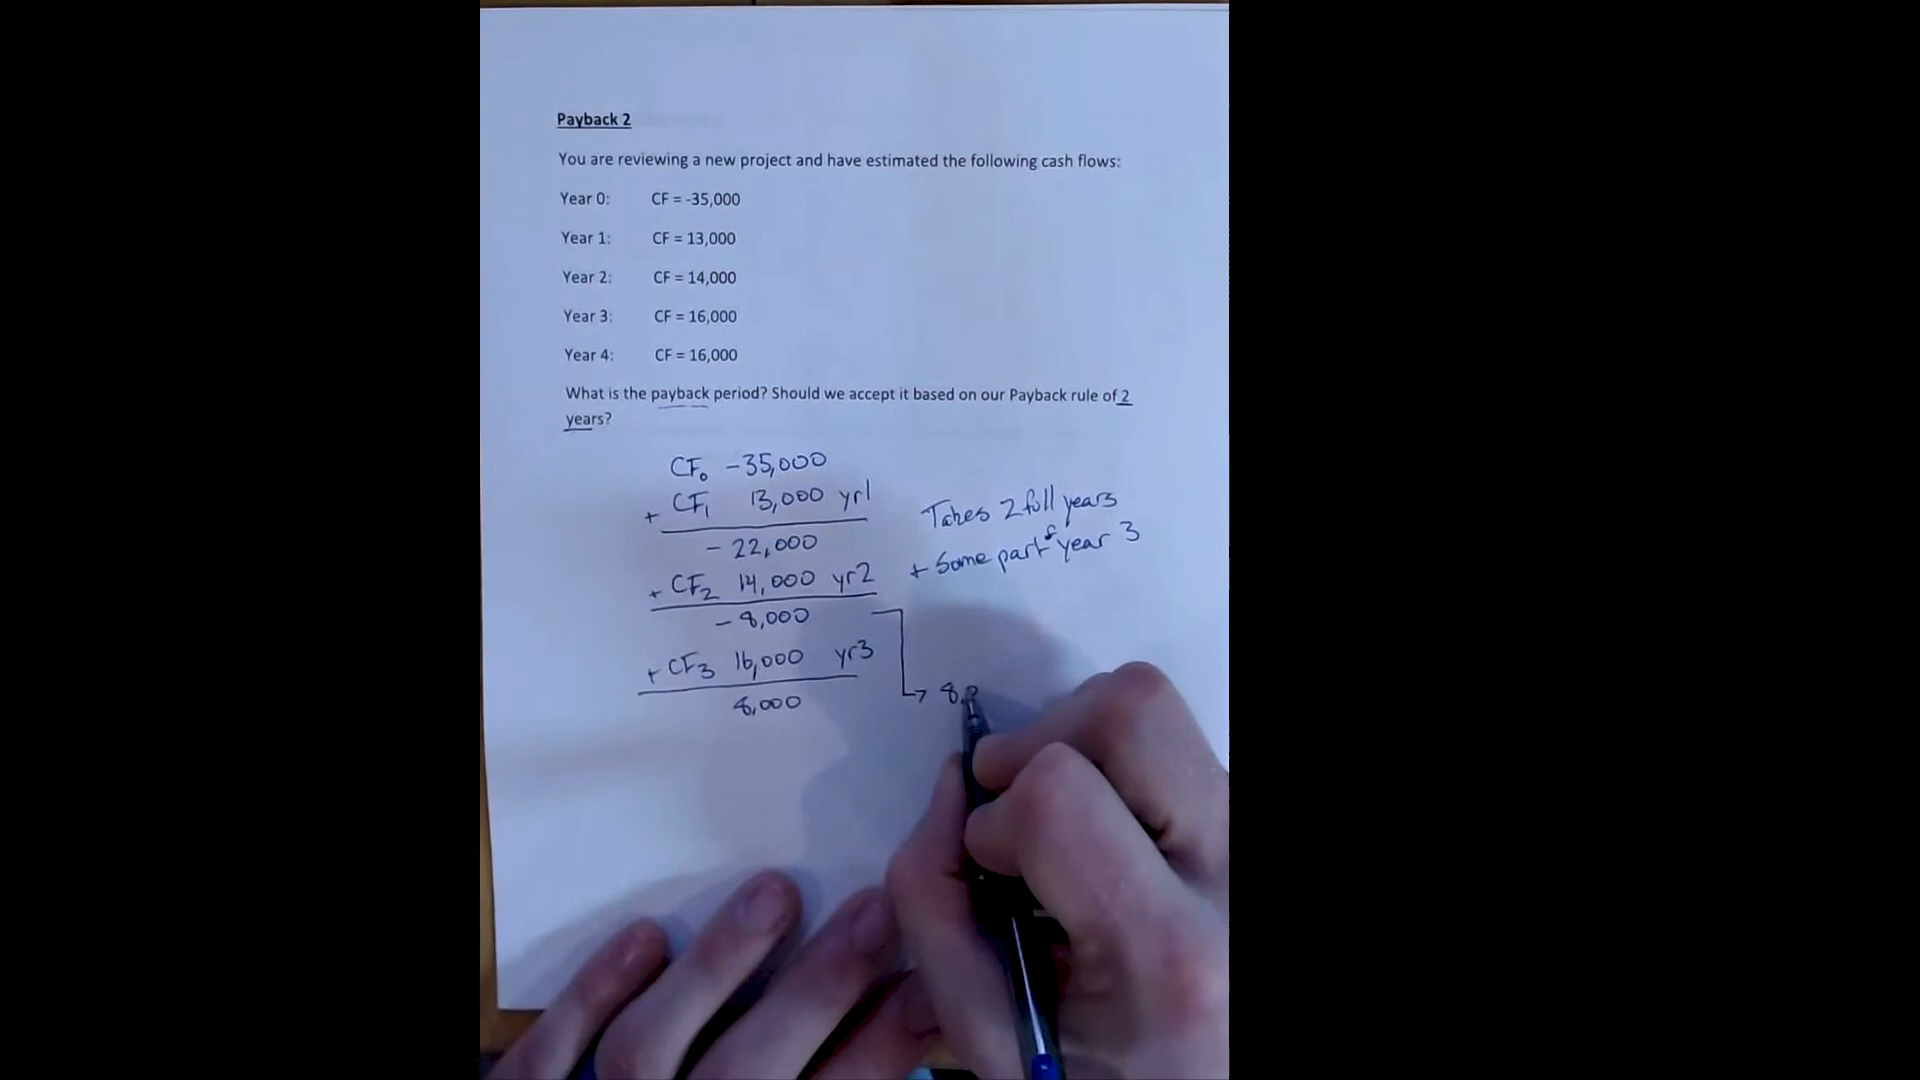 Payback 2
You are reviewing a new project and have estimated the following cash flows:
Year 0: CF = -35,000
Year 1: CF = 13,000
Year 2: CF = 14,000
Year 3: CF = 16,000
Year 4: CF = 16,000
What is the payback period? Should we accept it based on our Payback rule of 2
years?
CF0 -35,000
+ CF1 13,000 yr1
- 22,000
+ CF2 14,000 yr2
- 8,000
+ CF3 16,000 yr3
8,000
Takes 2 full years
+ Some part of year 3
→ 8,